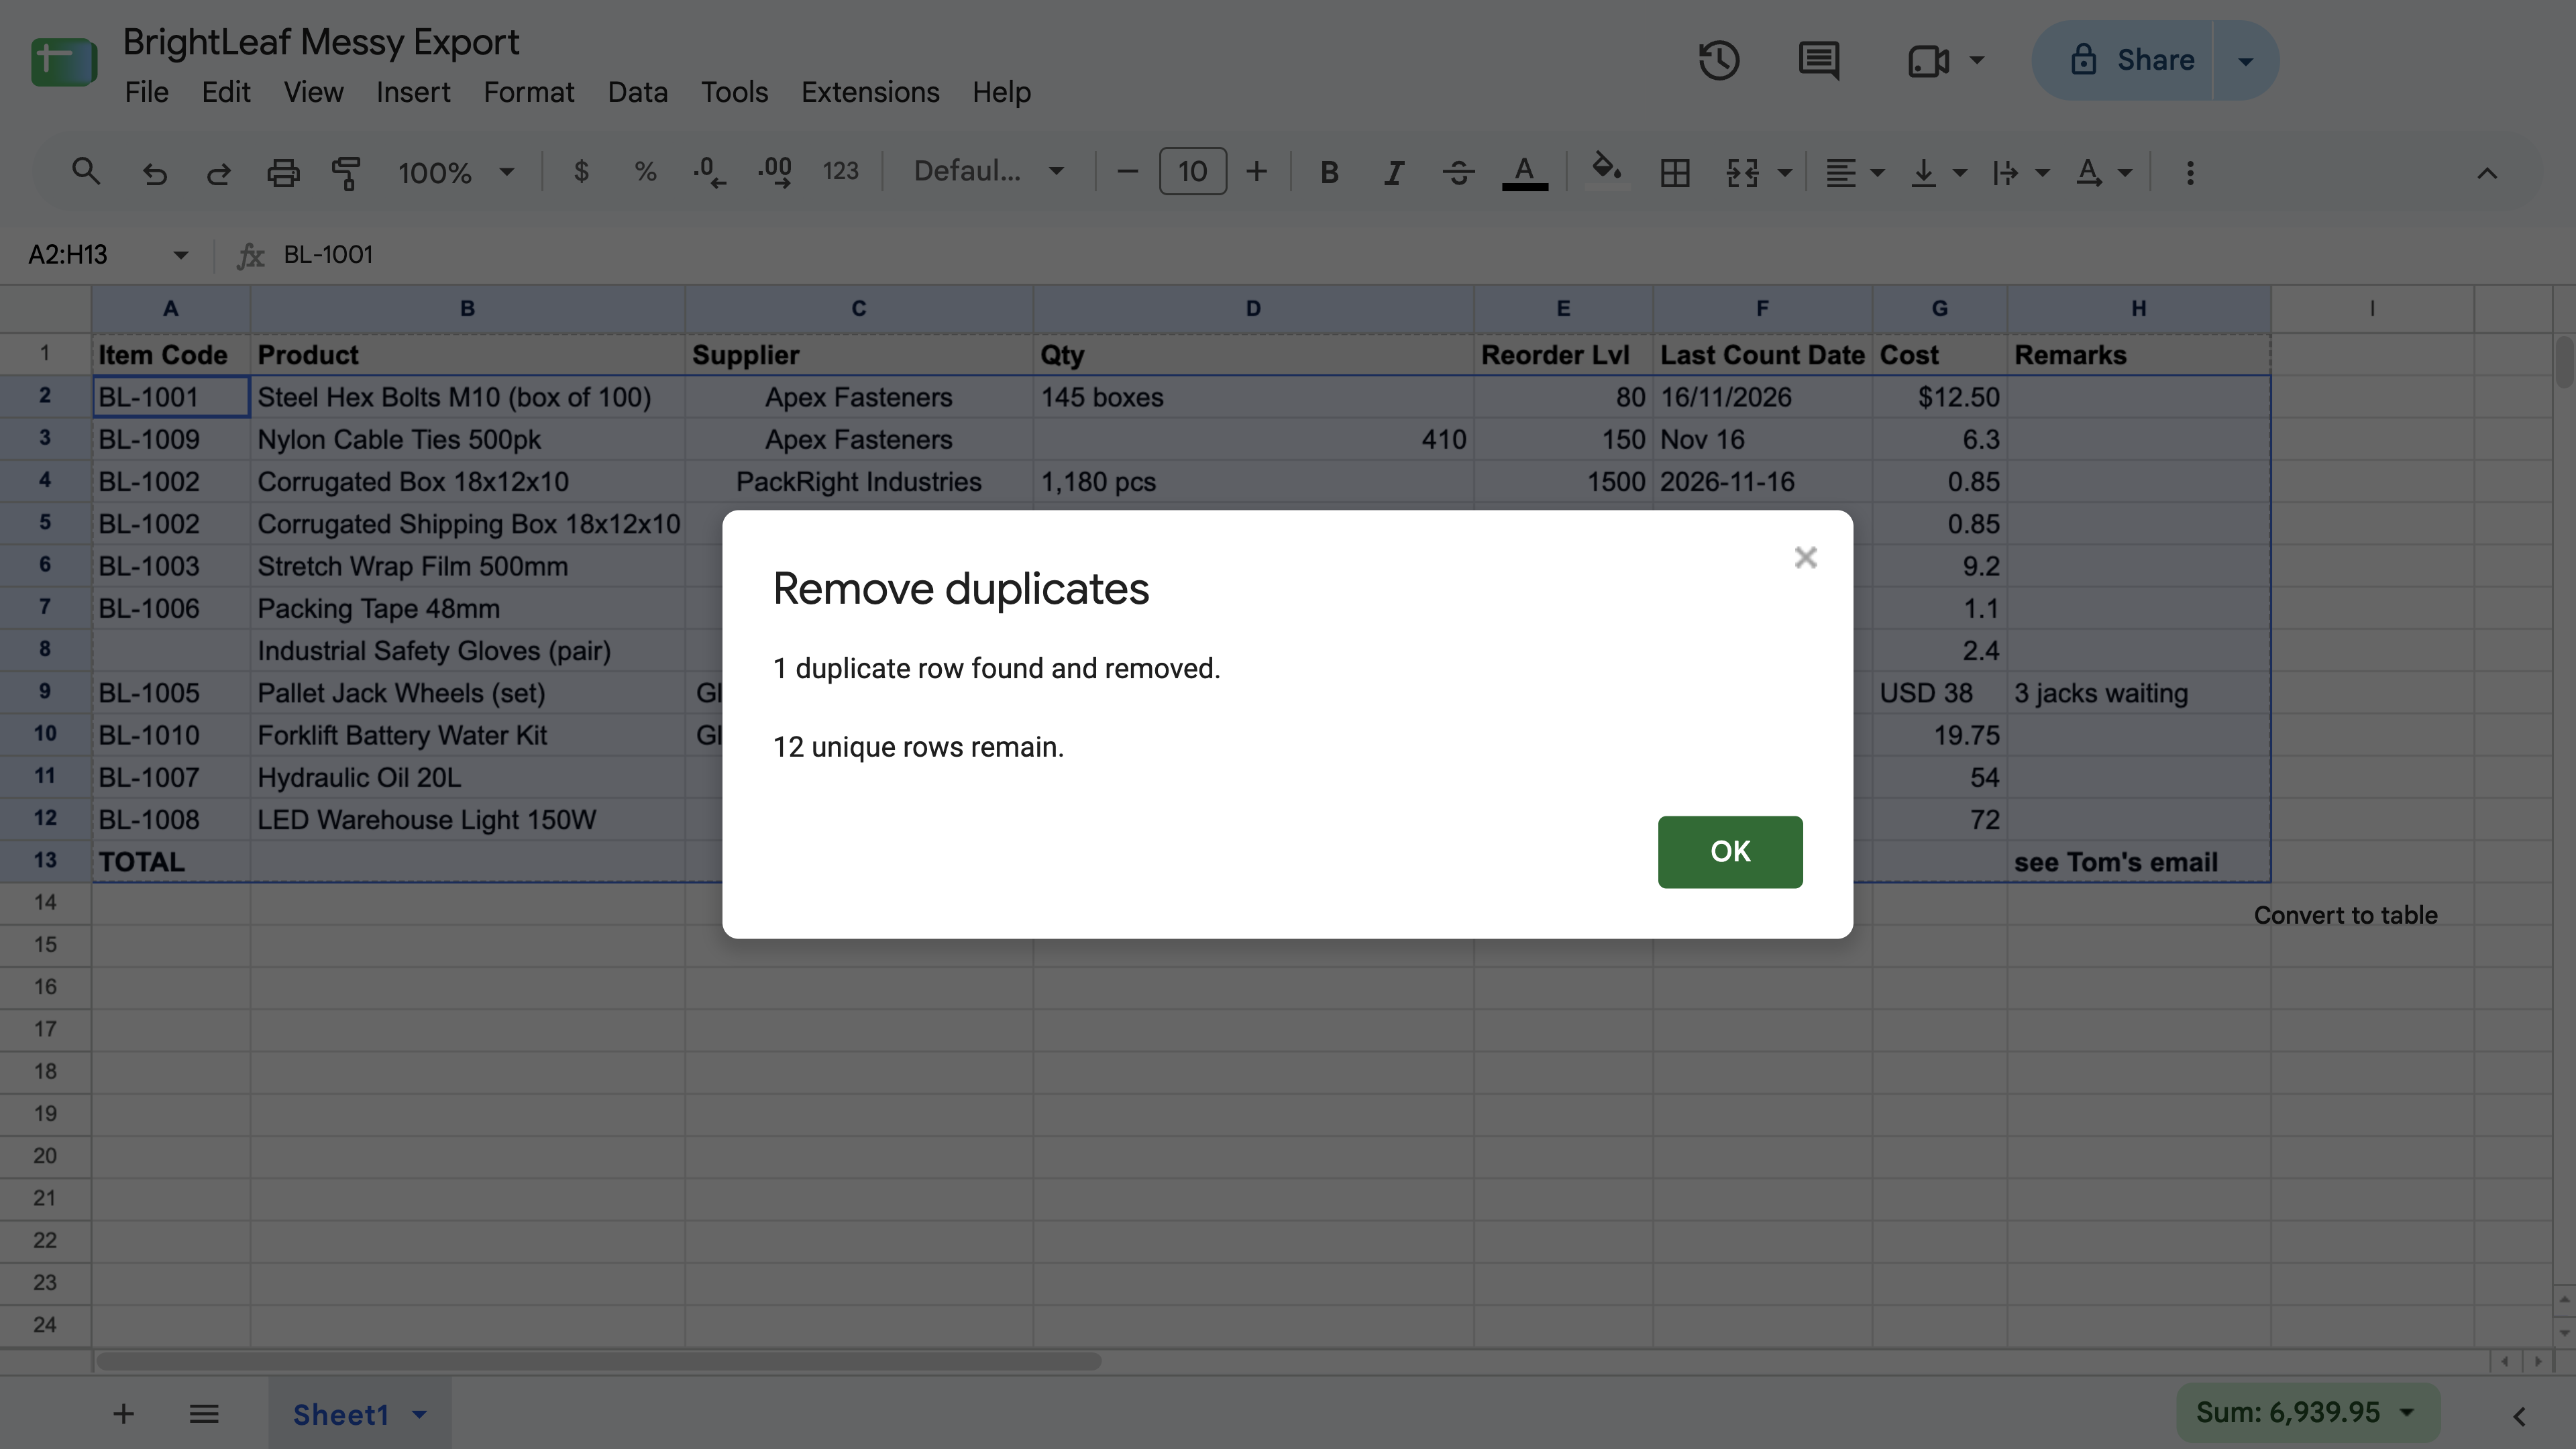 BrightLeaf Messy Export
File Edit View Insert Format Data Tools Extensions Help
Share
100% $ % .0 .00 123 Defaul... 10 B I S A A
A2:H13 fx BL-1001
A B C D E F G H I
1 Item Code Product Supplier Qty Reorder Lvl Last Count Date Cost Remarks
2 BL-1001 Steel Hex Bolts M10 (box of 100) Apex Fasteners 145 boxes 80 16/11/2026 $12.50
3 BL-1009 Nylon Cable Ties 500pk Apex Fasteners 410 150 Nov 16 6.3
4 BL-1002 Corrugated Box 18x12x10 PackRight Industries 1,180 pcs 1500 2026-11-16 0.85
5 BL-1002 Corrugated Shipping Box 18x12x10 0.85
6 BL-1003 Stretch Wrap Film 500mm 9.2
7 BL-1006 Packing Tape 48mm 1.1
8 Industrial Safety Gloves (pair) 2.4
9 BL-1005 Pallet Jack Wheels (set) USD 38 3 jacks waiting
10 BL-1010 Forklift Battery Water Kit 19.75
11 BL-1007 Hydraulic Oil 20L 54
12 BL-1008 LED Warehouse Light 150W 72
13 TOTAL see Tom's email
Remove duplicates
1 duplicate row found and removed.
12 unique rows remain.
OK
14
Convert to table
15
16
17
18
19
20
21
22
23
24
Sheet1 Sum: 6,939.95